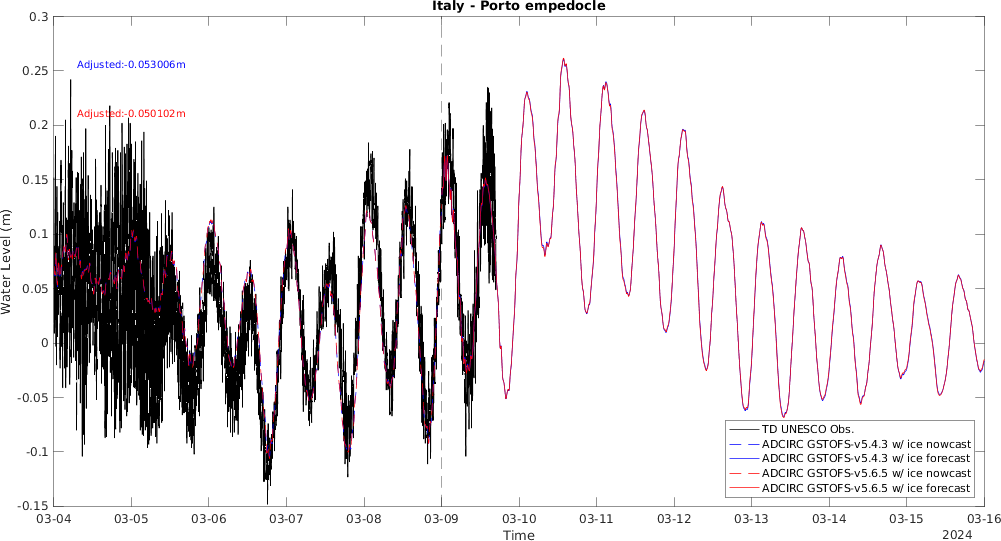 Italy - Porto empedocle
0.3
0.25
0.2
0.15
0.1
0.05
0
-0.05
-0.1
-0.15
Water Level (m)
Adjusted:-0.053006m
Adjusted:-0.050102m
TD UNESCO Obs.
ADCIRC GSTOFS-v5.4.3 w/ ice nowcast
ADCIRC GSTOFS-v5.4.3 w/ ice forecast
ADCIRC GSTOFS-v5.6.5 w/ ice nowcast
ADCIRC GSTOFS-v5.6.5 w/ ice forecast
03-04 03-05 03-06 03-07 03-08 03-09 03-10 03-11 03-12 03-13 03-14 03-15 03-16
Time
2024